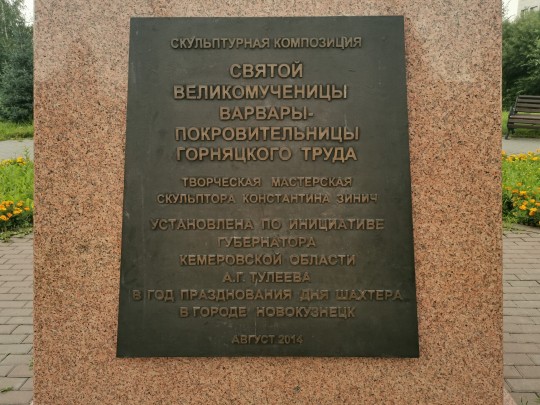 СКУЛЬПТУРНАЯ КОМПОЗИЦИЯ
СВЯТОЙ
ВЕЛИКОМУЧЕНИЦЫ
ВАРВАРЫ-
ПОКРОВИТЕЛЬНИЦЫ
ГОРНЯЦКОГО ТРУДА
ТВОРЧЕСКАЯ МАСТЕРСКАЯ
СКУЛЬПТОРА КОНСТАНТИНА ЗИНИЧ
УСТАНОВЛЕНА ПО ИНИЦИАТИВЕ
ГУБЕРНАТОРА
КЕМЕРОВСКОЙ ОБЛАСТИ
А.Г. ТУЛЕЕВА
В ГОД ПРАЗДНОВАНИЯ ДНЯ ШАХТЕРА
В ГОРОДЕ НОВОКУЗНЕЦК
АВГУСТ 2014